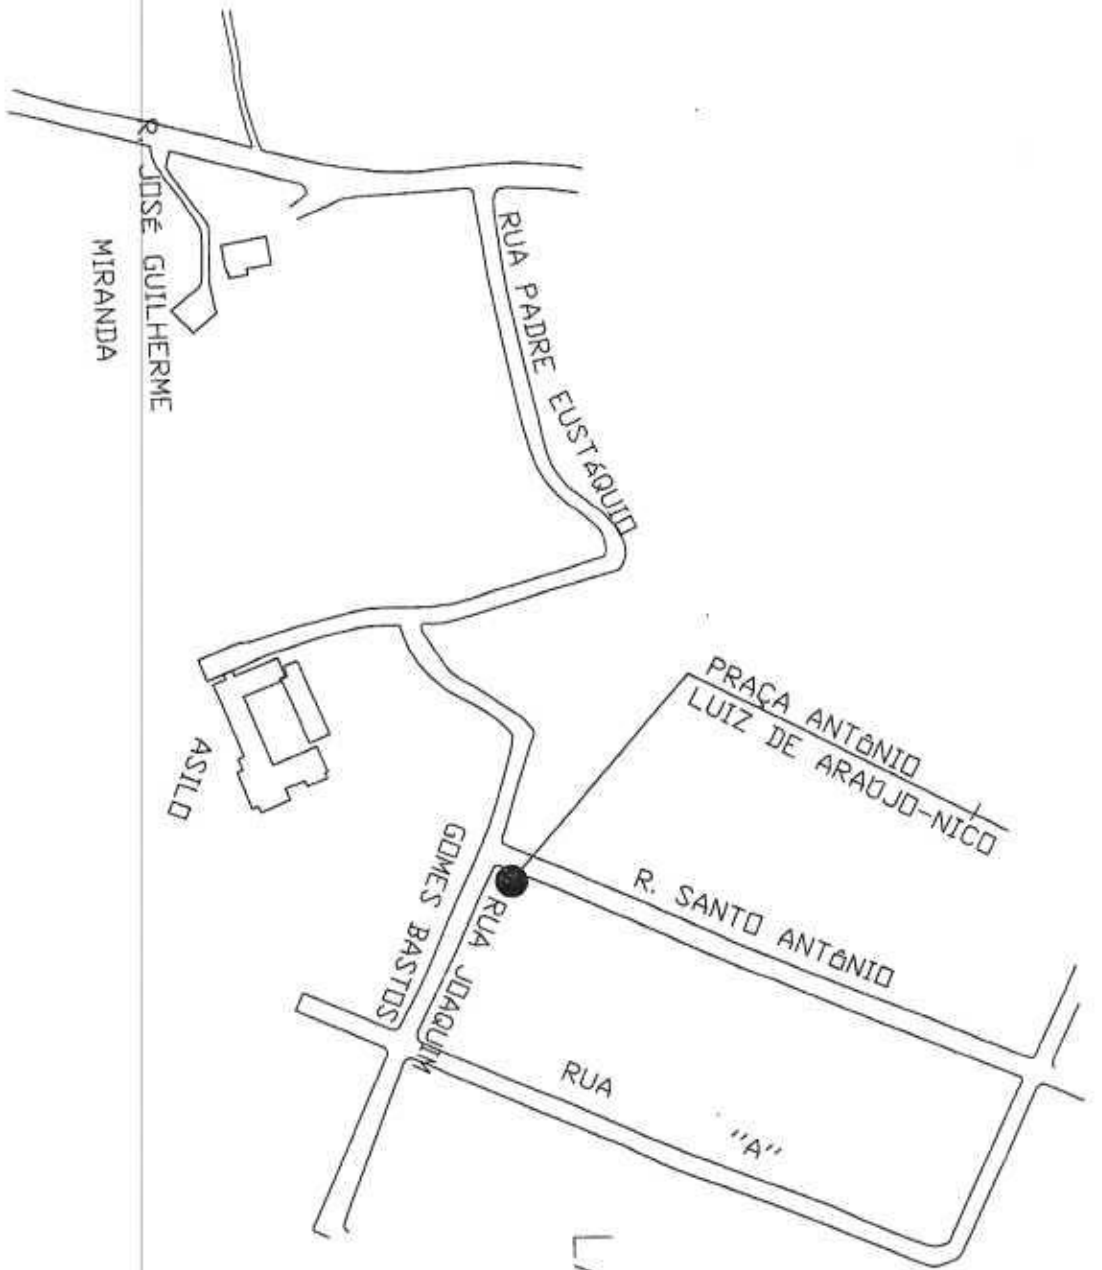 R. JOSÉ GUILHERME
MIRANDA
RUA PADRE EUSTÁQUIO
PRAÇA ANTÔNIO
LUIZ DE ARAÚJO-NICO
ASILO
RUA JOAQUIM
GOMES BASTOS
R. SANTO ANTÔNIO
RUA "A"